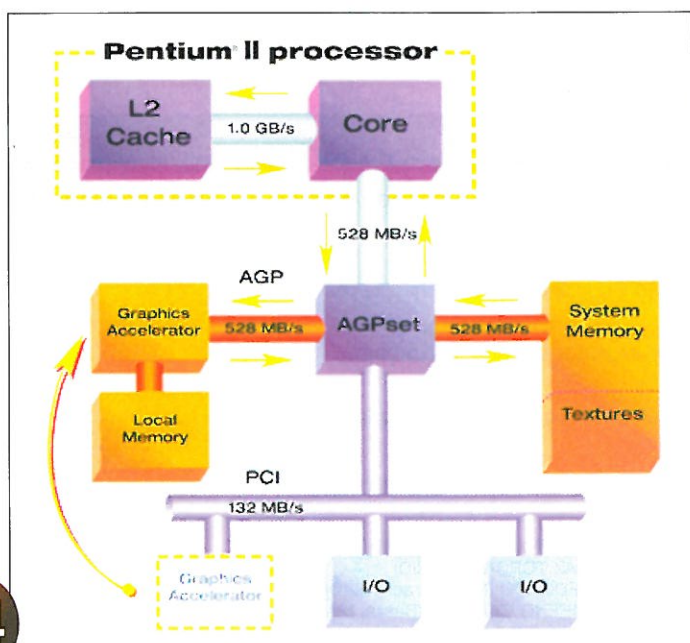 Pentium® II processor
L2
Cache
1.0 GB/s
Core
528 MB/s
AGP
Graphics
Accelerator
528 MB/s
AGPset
528 MB/s
System
Memory
Local
Memory
Textures
PCI
132 MB/s
Graphics
Accelerator
I/O
I/O